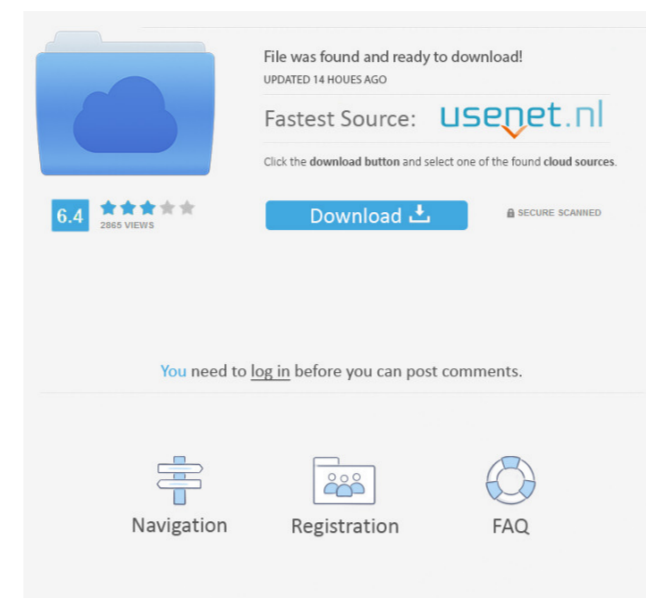 File was found and ready to download!
UPDATED 14 HOUES AGO
Fastest Source: usenet.nl
Click the download button and select one of the found cloud sources.
6.4
2865 VIEWS
Download
SECURE SCANNED
You need to log in before you can post comments.
Navigation
Registration
FAQ